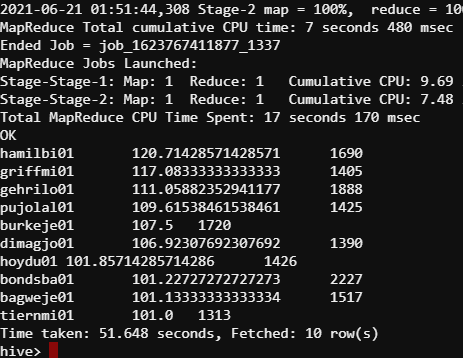 2021-06-21 01:51:44,308 Stage-2 map = 100%,  reduce = 10
MapReduce Total cumulative CPU time: 7 seconds 480 msec
Ended Job = job_1623767411877_1337
MapReduce Jobs Launched:
Stage-Stage-1: Map: 1  Reduce: 1   Cumulative CPU: 9.69
Stage-Stage-2: Map: 1  Reduce: 1   Cumulative CPU: 7.48
Total MapReduce CPU Time Spent: 17 seconds 170 msec
OK
hamilbi01       120.71428571428571      1690
griffmi01       117.08333333333333      1405
gehrilo01       111.05882352941177      1888
pujolal01       109.61538461538461      1425
burkeje01       107.5   1720
dimagjo01       106.92307692307692      1390
hoydu01 101.85714285714286      1426
bondsba01       101.22727272727273      2227
bagweje01       101.13333333333334      1517
tiernmi01       101.0   1313
Time taken: 51.648 seconds, Fetched: 10 row(s)
hive>